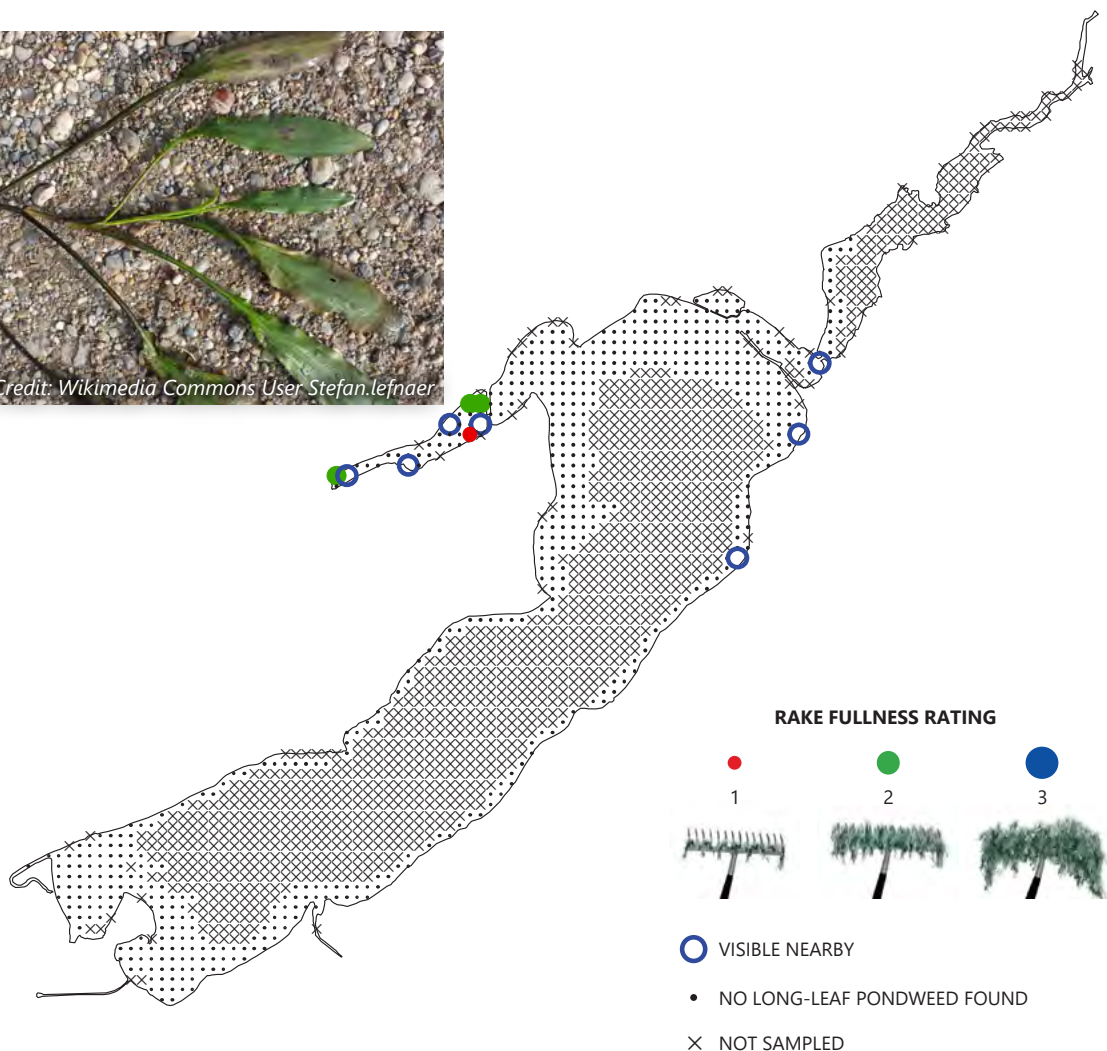 Credit: Wikimedia Commons User Stefan.lefnaer
RAKE FULLNESS RATING
1
2
3
VISIBLE NEARBY
NO LONG-LEAF PONDWEED FOUND
NOT SAMPLED